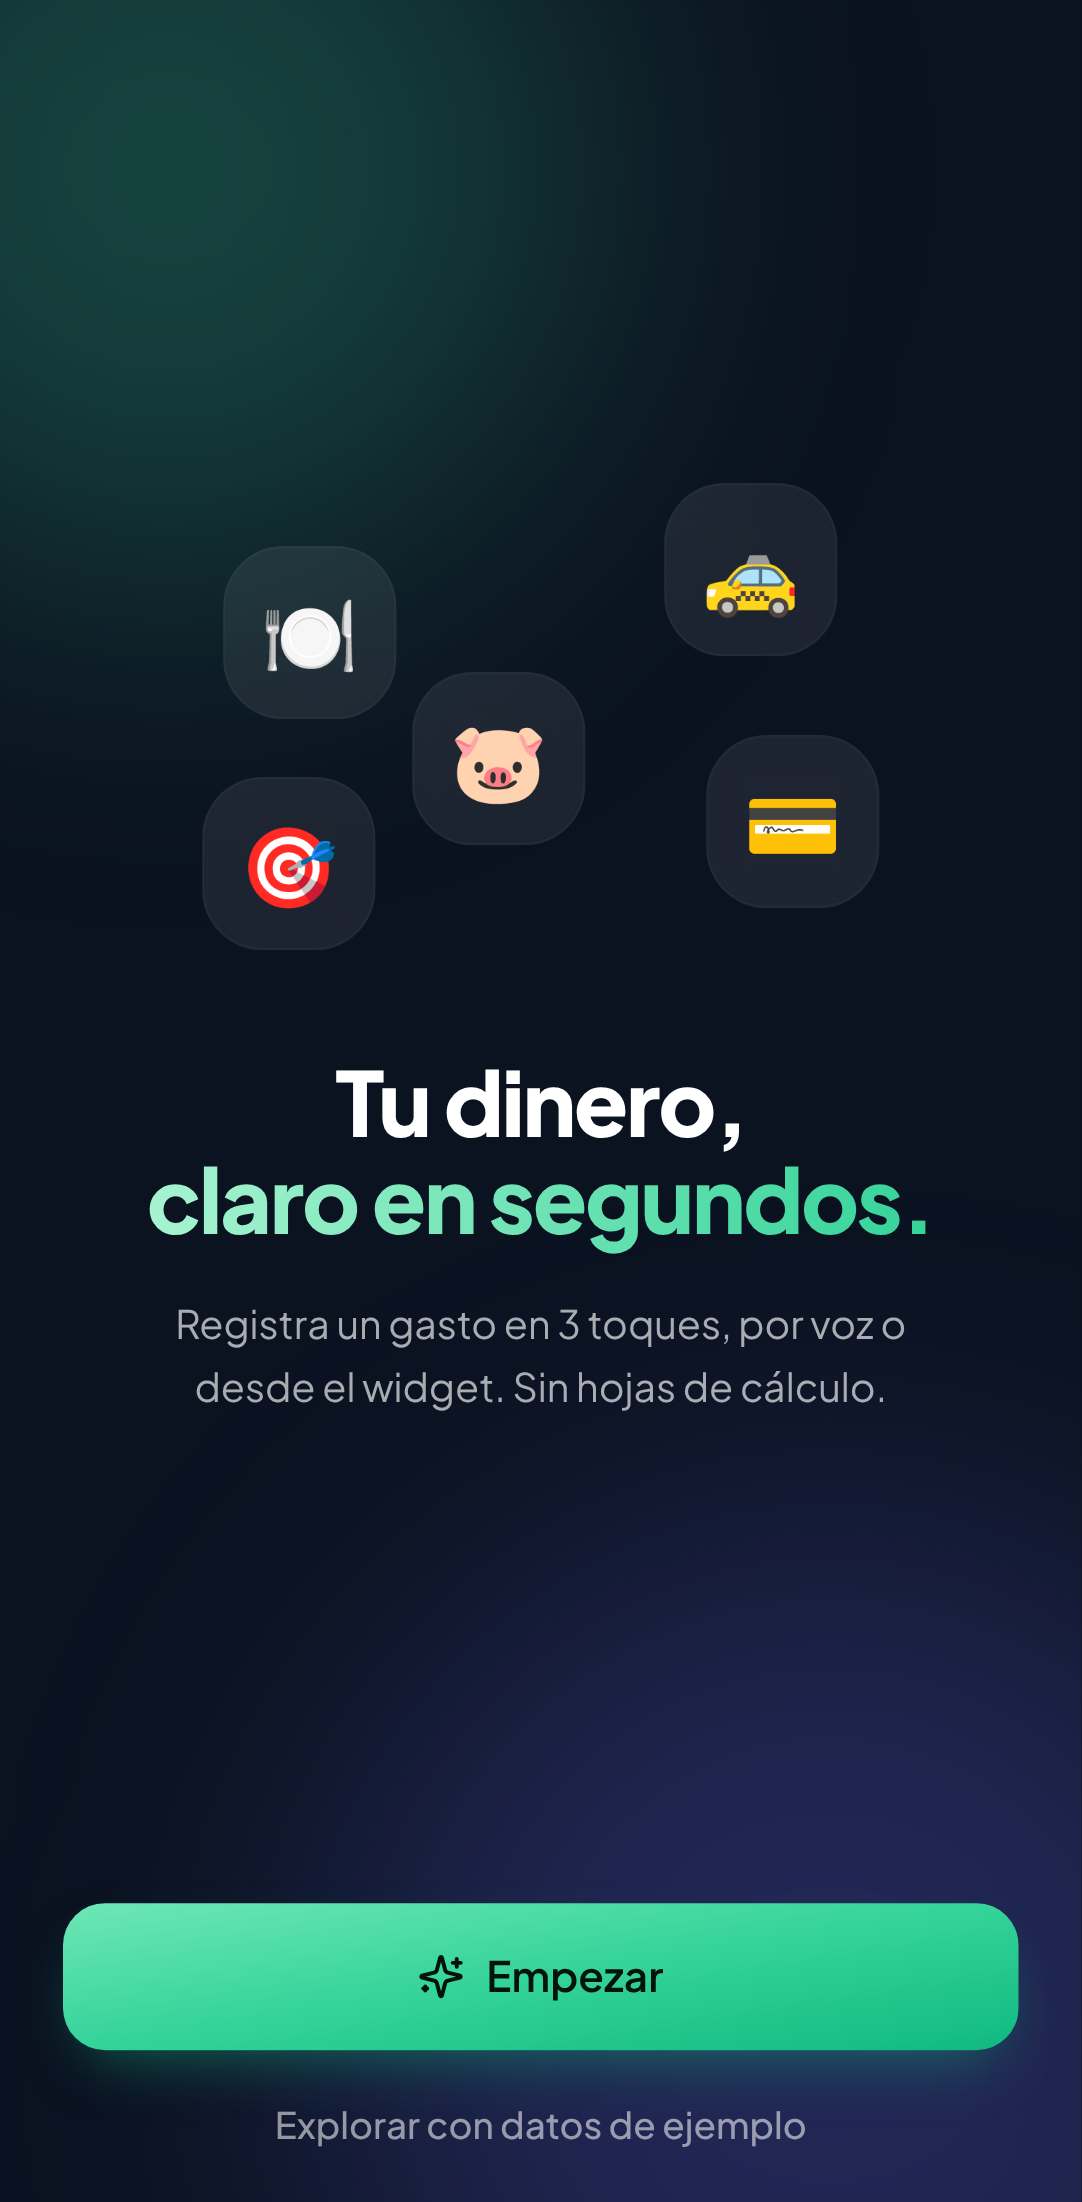 Tu dinero,
claro en segundos.
Registra un gasto en 3 toques, por voz o
desde el widget. Sin hojas de cálculo.
Empezar
Explorar con datos de ejemplo